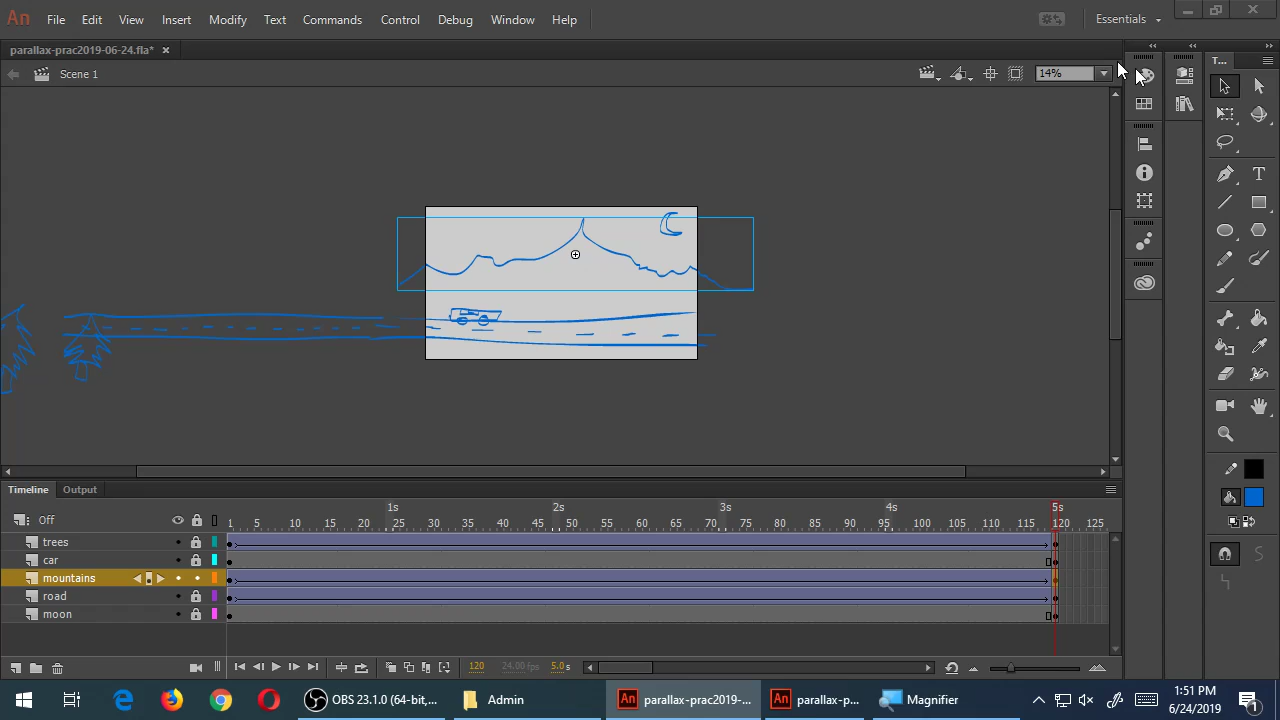 An File Edit View Insert Modify Text Commands Control Debug Window Help Essentials
parallax-prac2019-06-24.fla* ×
Scene 1 14%
T...
Timeline Output
1s 2s 3s 4s 5s
Off 1 5 10 15 20 25 30 35 40 45 50 55 60 65 70 75 80 85 90 95 100 105 110 115 120 125
trees
car
mountains
road
moon
120 24.00 fps 5.0 s
OBS 23.1.0 (64-bit,... Admin An parallax-prac2019-... An parallax-p... Magnifier 1:51 PM
6/24/2019 1